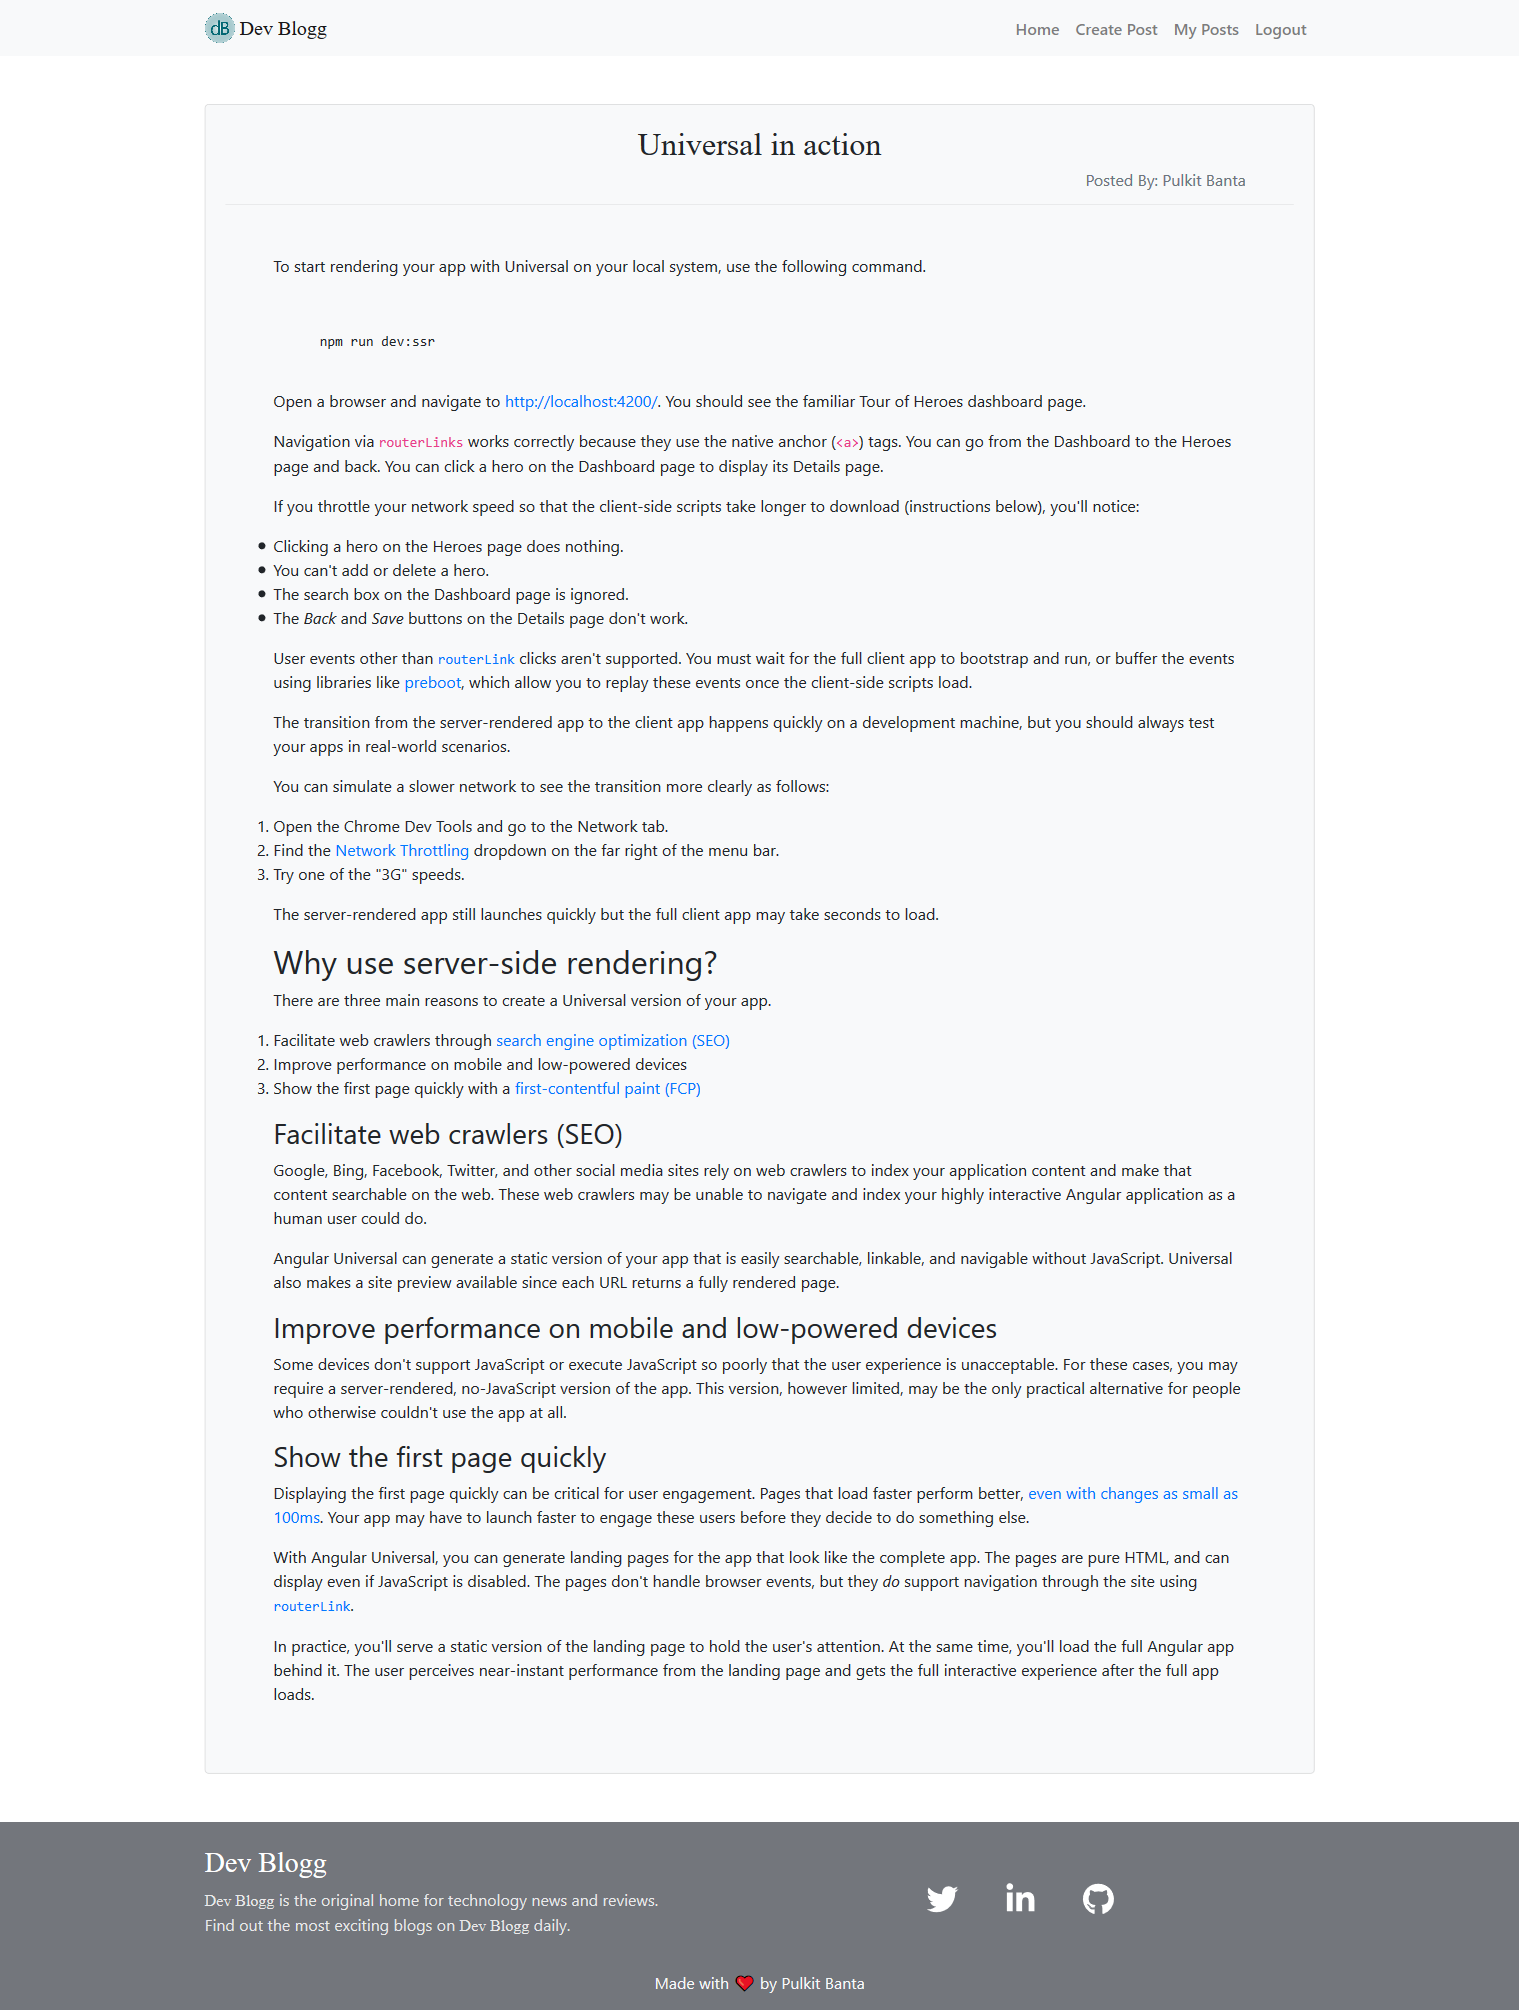 dB Dev Blogg
Home Create Post My Posts Logout
Universal in action
Posted By: Pulkit Banta
To start rendering your app with Universal on your local system, use the following command.
npm run dev:ssr
Open a browser and navigate to http://localhost:4200/. You should see the familiar Tour of Heroes dashboard page.
Navigation via routerLinks works correctly because they use the native anchor (<a>) tags. You can go from the Dashboard to the Heroes
page and back. You can click a hero on the Dashboard page to display its Details page.
If you throttle your network speed so that the client-side scripts take longer to download (instructions below), you'll notice:
• Clicking a hero on the Heroes page does nothing.
• You can't add or delete a hero.
• The search box on the Dashboard page is ignored.
• The Back and Save buttons on the Details page don't work.
User events other than routerLink clicks aren't supported. You must wait for the full client app to bootstrap and run, or buffer the events
using libraries like preboot, which allow you to replay these events once the client-side scripts load.
The transition from the server-rendered app to the client app happens quickly on a development machine, but you should always test
your apps in real-world scenarios.
You can simulate a slower network to see the transition more clearly as follows:
1. Open the Chrome Dev Tools and go to the Network tab.
2. Find the Network Throttling dropdown on the far right of the menu bar.
3. Try one of the "3G" speeds.
The server-rendered app still launches quickly but the full client app may take seconds to load.
Why use server-side rendering?
There are three main reasons to create a Universal version of your app.
1. Facilitate web crawlers through search engine optimization (SEO)
2. Improve performance on mobile and low-powered devices
3. Show the first page quickly with a first-contentful paint (FCP)
Facilitate web crawlers (SEO)
Google, Bing, Facebook, Twitter, and other social media sites rely on web crawlers to index your application content and make that
content searchable on the web. These web crawlers may be unable to navigate and index your highly interactive Angular application as a
human user could do.
Angular Universal can generate a static version of your app that is easily searchable, linkable, and navigable without JavaScript. Universal
also makes a site preview available since each URL returns a fully rendered page.
Improve performance on mobile and low-powered devices
Some devices don't support JavaScript or execute JavaScript so poorly that the user experience is unacceptable. For these cases, you may
require a server-rendered, no-JavaScript version of the app. This version, however limited, may be the only practical alternative for people
who otherwise couldn't use the app at all.
Show the first page quickly
Displaying the first page quickly can be critical for user engagement. Pages that load faster perform better, even with changes as small as
100ms. Your app may have to launch faster to engage these users before they decide to do something else.
With Angular Universal, you can generate landing pages for the app that look like the complete app. The pages are pure HTML, and can
display even if JavaScript is disabled. The pages don't handle browser events, but they do support navigation through the site using
routerLink.
In practice, you'll serve a static version of the landing page to hold the user's attention. At the same time, you'll load the full Angular app
behind it. The user perceives near-instant performance from the landing page and gets the full interactive experience after the full app
loads.
Dev Blogg
Dev Blogg is the original home for technology news and reviews.
Find out the most exciting blogs on Dev Blogg daily.
in
Made with ❤ by Pulkit Banta